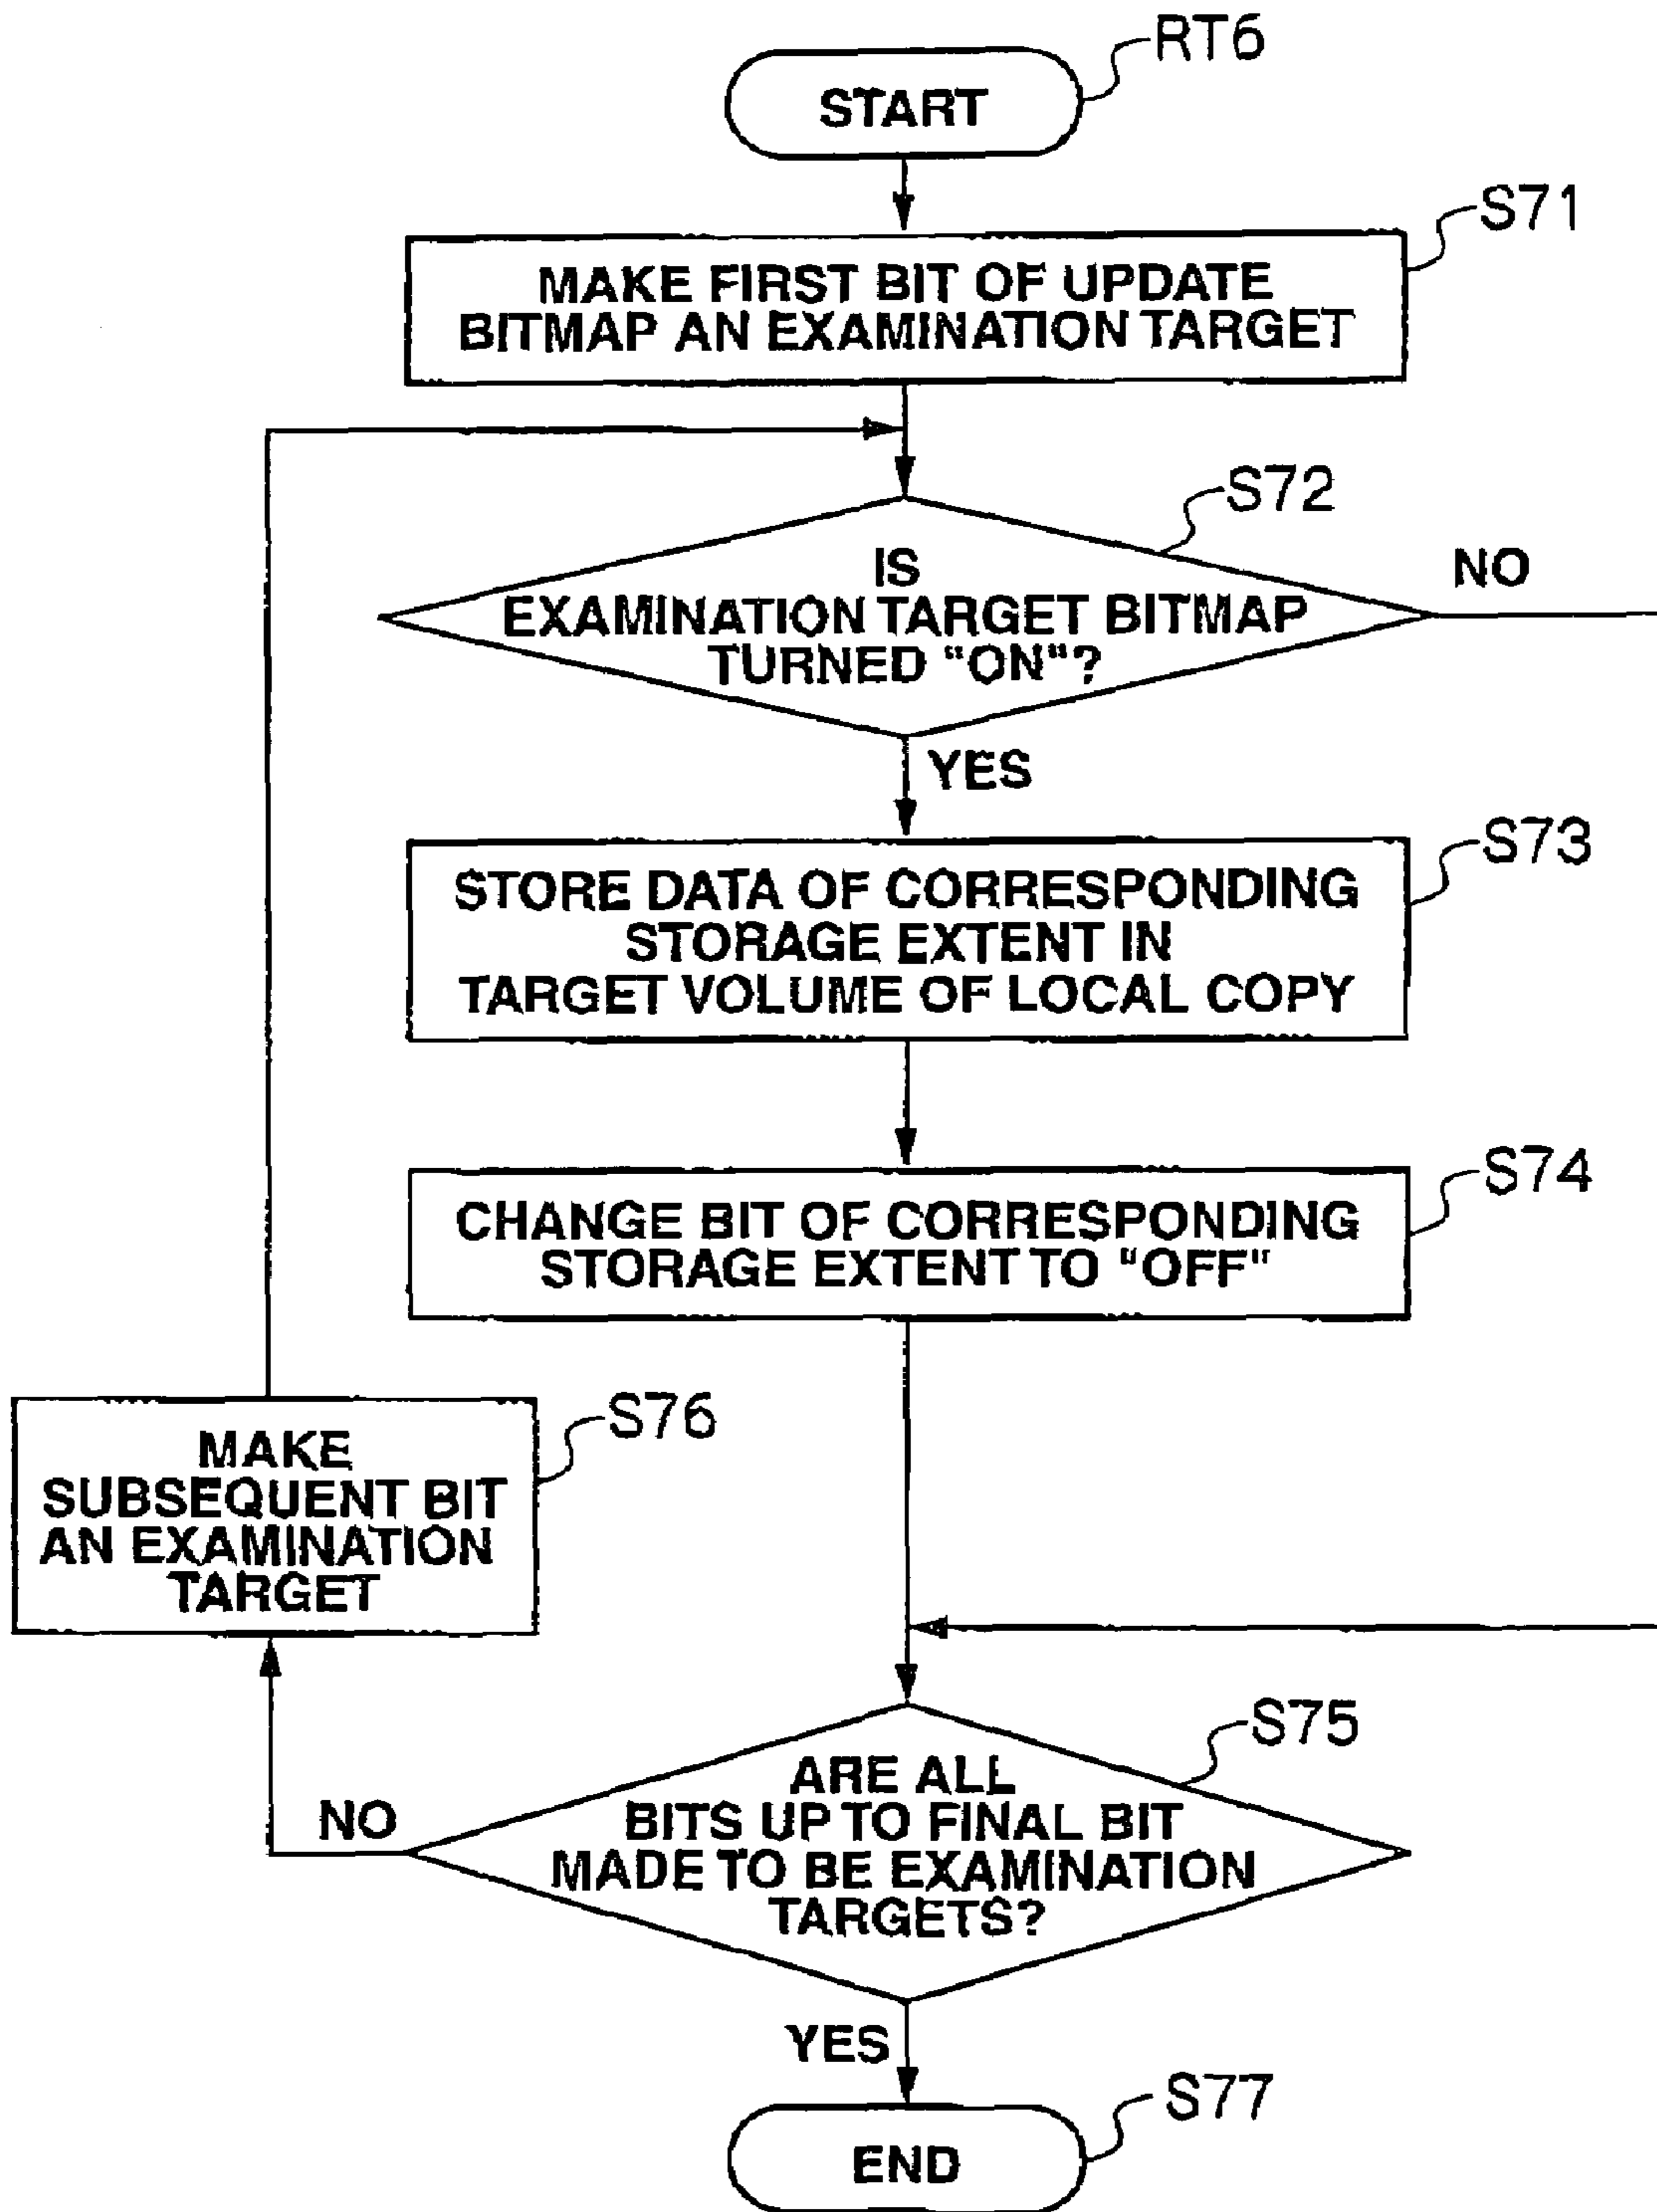 RT6
START
S71
MAKE FIRST BIT OF UPDATE
BITMAP AN EXAMINATION TARGET
S72
IS
EXAMINATION TARGET BITMAP
TURNED "ON"?
NO
YES
S73
STORE DATA OF CORRESPONDING
STORAGE EXTENT IN
TARGET VOLUME OF LOCAL COPY
S74
CHANGE BIT OF CORRESPONDING
STORAGE EXTENT TO "OFF"
S76
MAKE
SUBSEQUENT BIT
AN EXAMINATION
TARGET
S75
ARE ALL
BITS UP TO FINAL BIT
MADE TO BE EXAMINATION
TARGETS?
NO
YES
S77
END